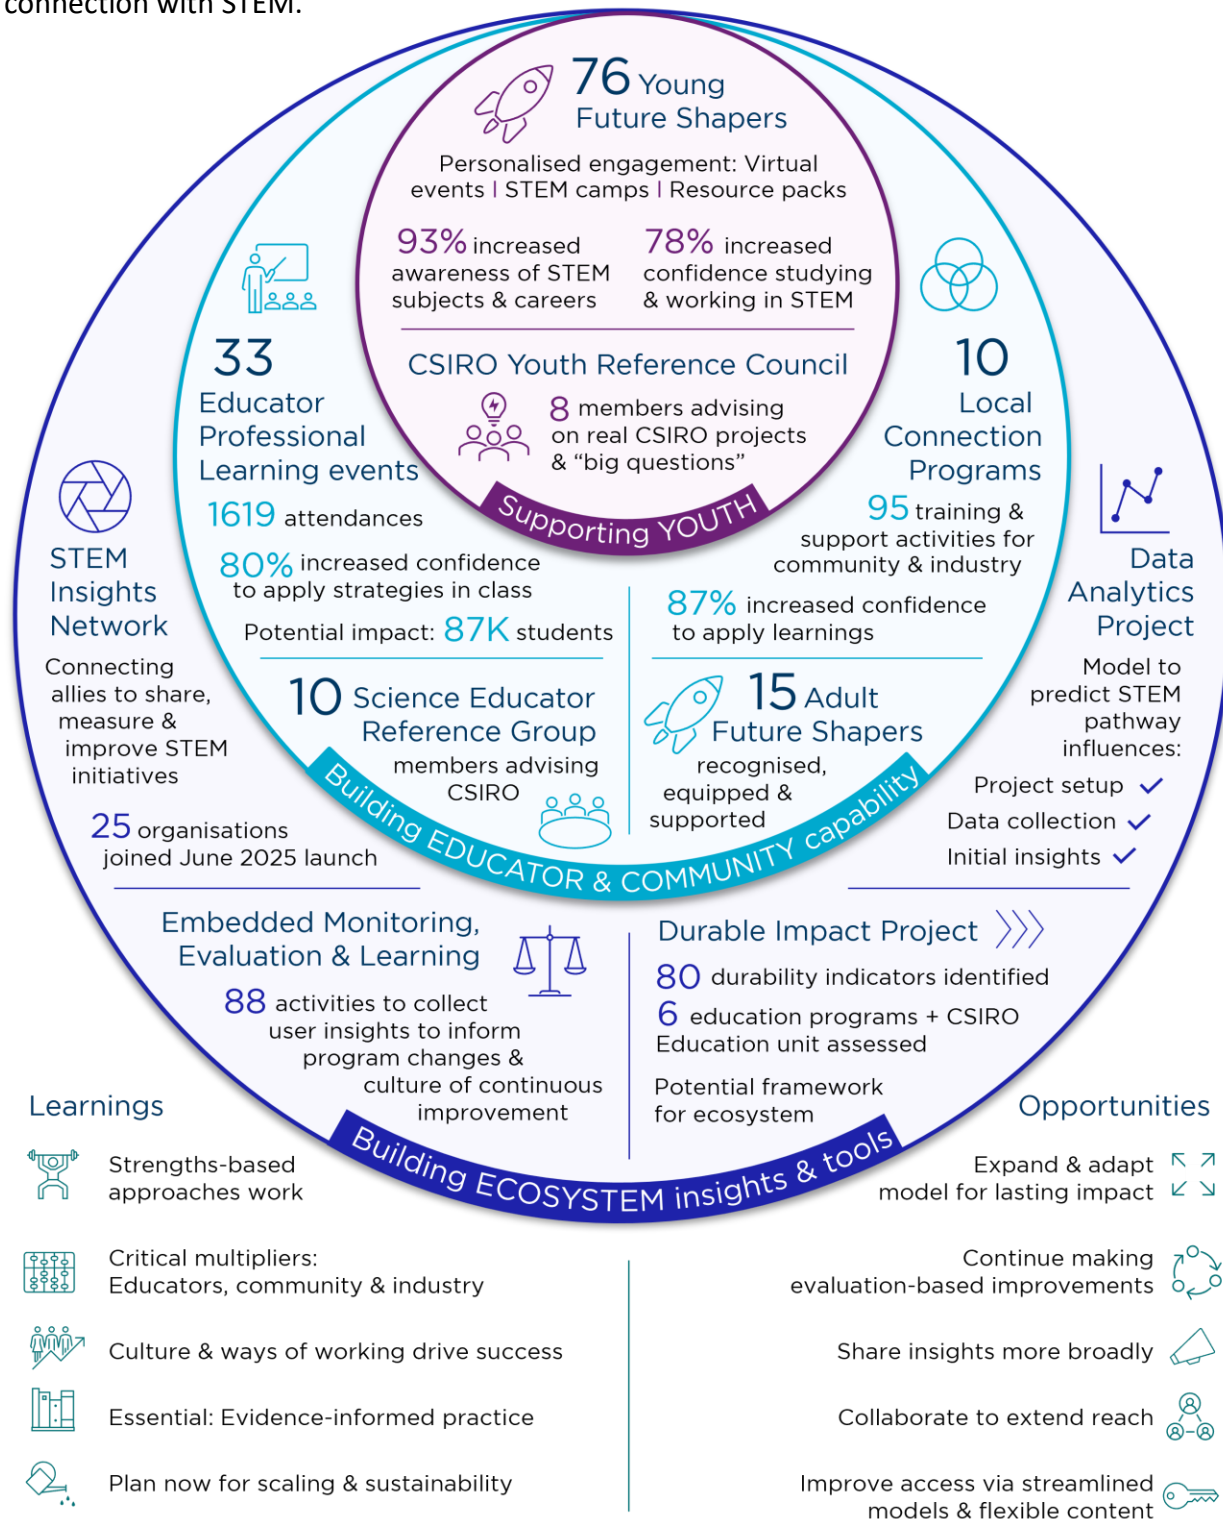 connection with STEM.
76 Young
Future Shapers
Personalised engagement: Virtual
events | STEM camps | Resource packs
93% increased
awareness of STEM
subjects & careers
78% increased
confidence studying
& working in STEM
CSIRO Youth Reference Council
8 members advising
on real CSIRO projects
& “big questions”
Supporting YOUTH
33
Educator
Professional
Learning events
1619 attendances
80% increased confidence
to apply strategies in class
Potential impact: 87K students
10
Local
Connection
Programs
95 training &
support activities for
community & industry
87% increased confidence
to apply learnings
10 Science Educator
Reference Group
members advising
CSIRO
15 Adult
Future Shapers
recognised,
equipped &
supported
Building EDUCATOR & COMMUNITY capability
STEM
Insights
Network
Connecting
allies to share,
measure &
improve STEM
initiatives
25 organisations
joined June 2025 launch
Data
Analytics
Project
Model to
predict STEM
pathway
influences:
Project setup ✓
Data collection ✓
Initial insights ✓
Embedded Monitoring,
Evaluation & Learning
88 activities to collect
user insights to inform
program changes &
culture of continuous
improvement
Durable Impact Project
80 durability indicators identified
6 education programs + CSIRO
Education unit assessed
Potential framework
for ecosystem
Building ECOSYSTEM insights & tools
Learnings
Strengths-based
approaches work
Critical multipliers:
Educators, community & industry
Culture & ways of working drive success
Essential: Evidence-informed practice
Plan now for scaling & sustainability
Opportunities
Expand & adapt
model for lasting impact
Continue making
evaluation-based improvements
Share insights more broadly
Collaborate to extend reach
Improve access via streamlined
models & flexible content